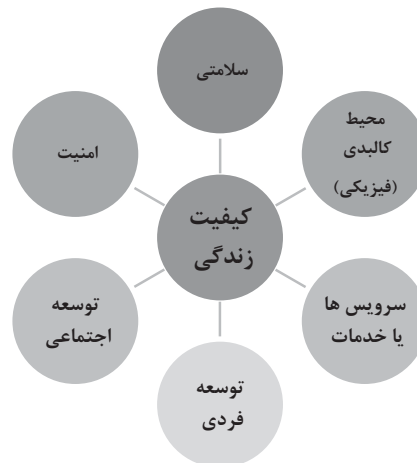 سلامتی
محیط
کالبدی
(فیزیکی)
امنیت
کیفیت
زندگی
سرویس ها
یا خدمات
توسعه
اجتماعی
توسعه
فردی